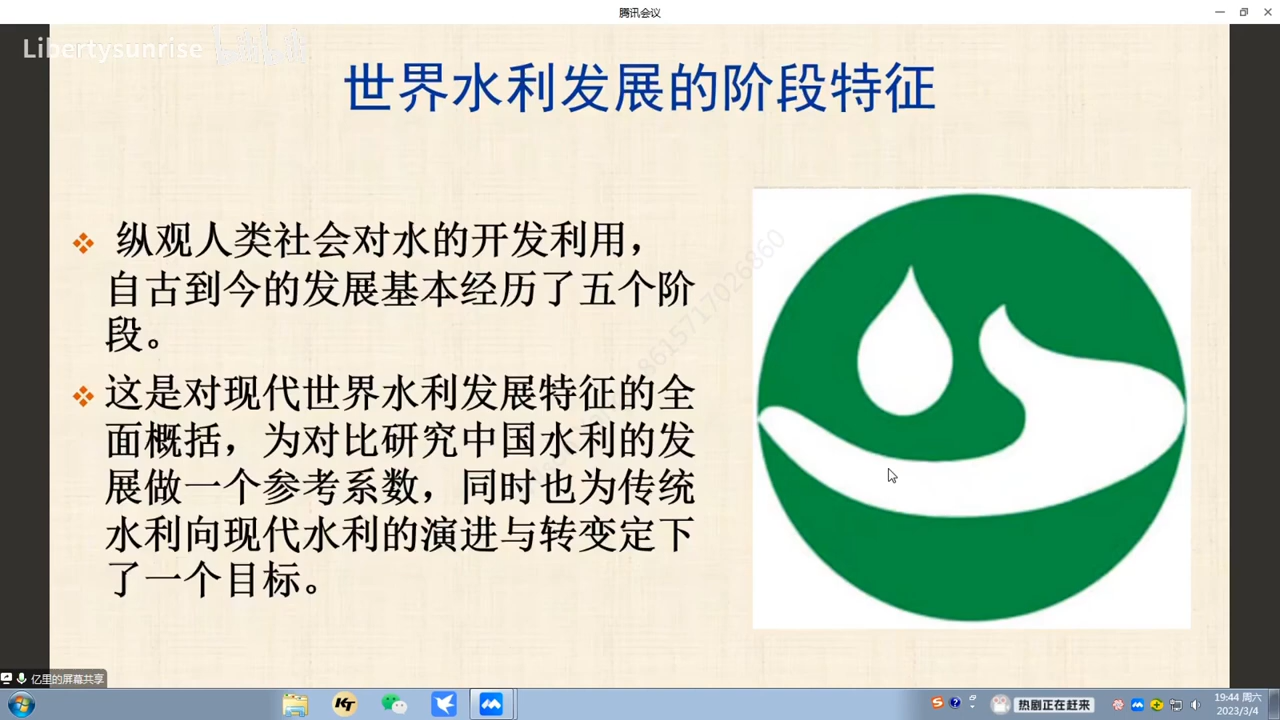 腾讯会议
Libertysunrise
世界水利发展的阶段特征
纵观人类社会对水的开发利用，
自古到今的发展基本经历了五个阶
段。
这是对现代世界水利发展特征的全
面概括，为对比研究中国水利的发
展做一个参考系数，同时也为传统
水利向现代水利的演进与转变定下
了一个目标。
8615717026860
亿里的屏幕共享
KT
热剧正在赶来
19:44 周六
2023/3/4